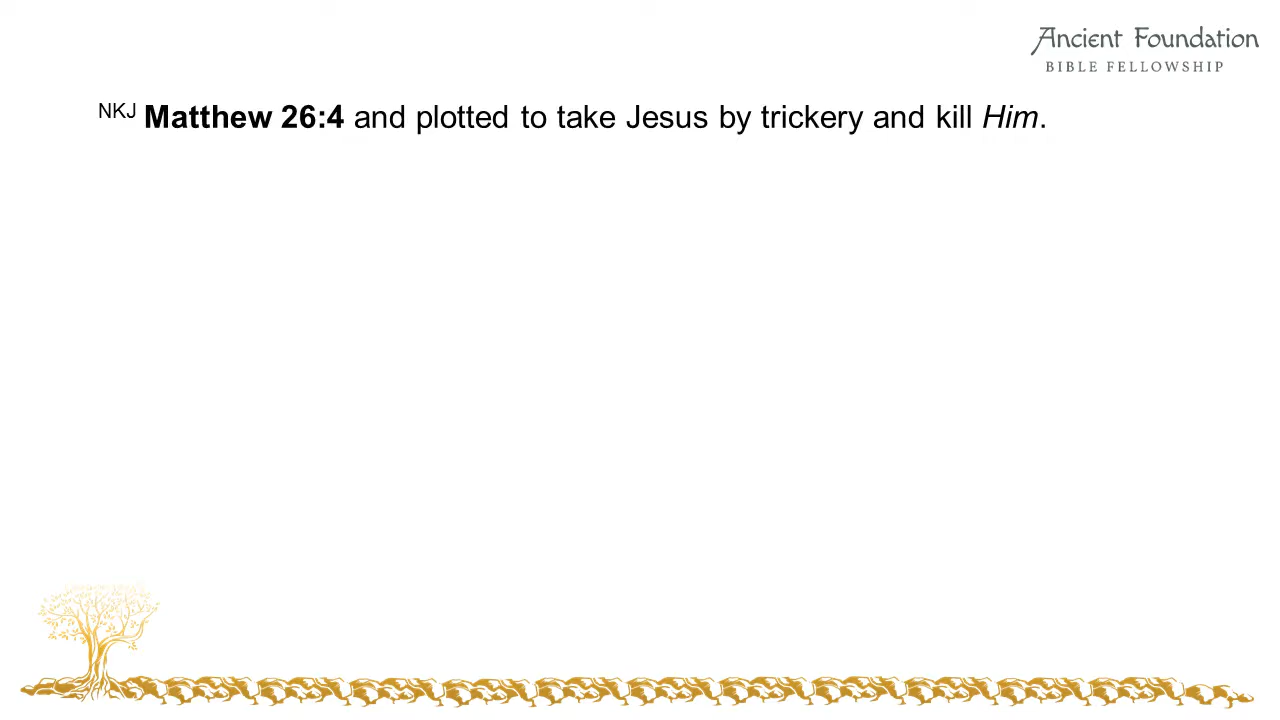 Ancient Foundation
BIBLE FELLOWSHIP
NKJ Matthew 26:4 and plotted to take Jesus by trickery and kill Him.